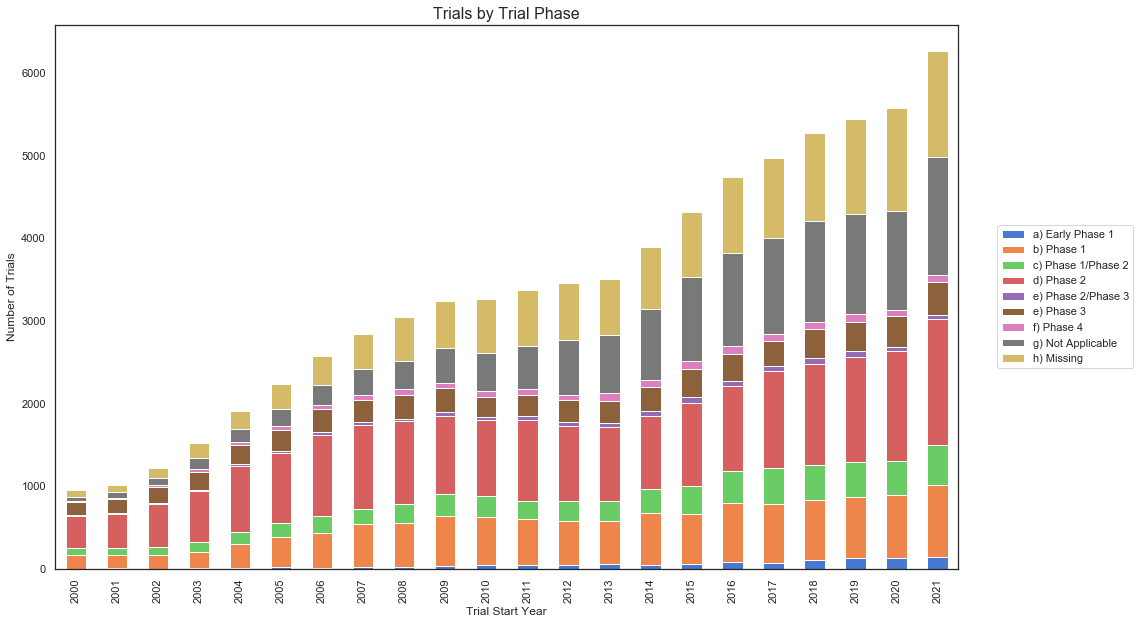 Trials by Trial Phase
Number of Trials
6000
5000
4000
3000
2000
1000
0
2000
2001
2002
2003
2004
2005
2006
2007
2008
2009
2010
2011
2012
2013
2014
2015
2016
2017
2018
2019
2020
2021
Trial Start Year
a) Early Phase 1
b) Phase 1
c) Phase 1/Phase 2
d) Phase 2
e) Phase 2/Phase 3
e) Phase 3
f) Phase 4
g) Not Applicable
h) Missing